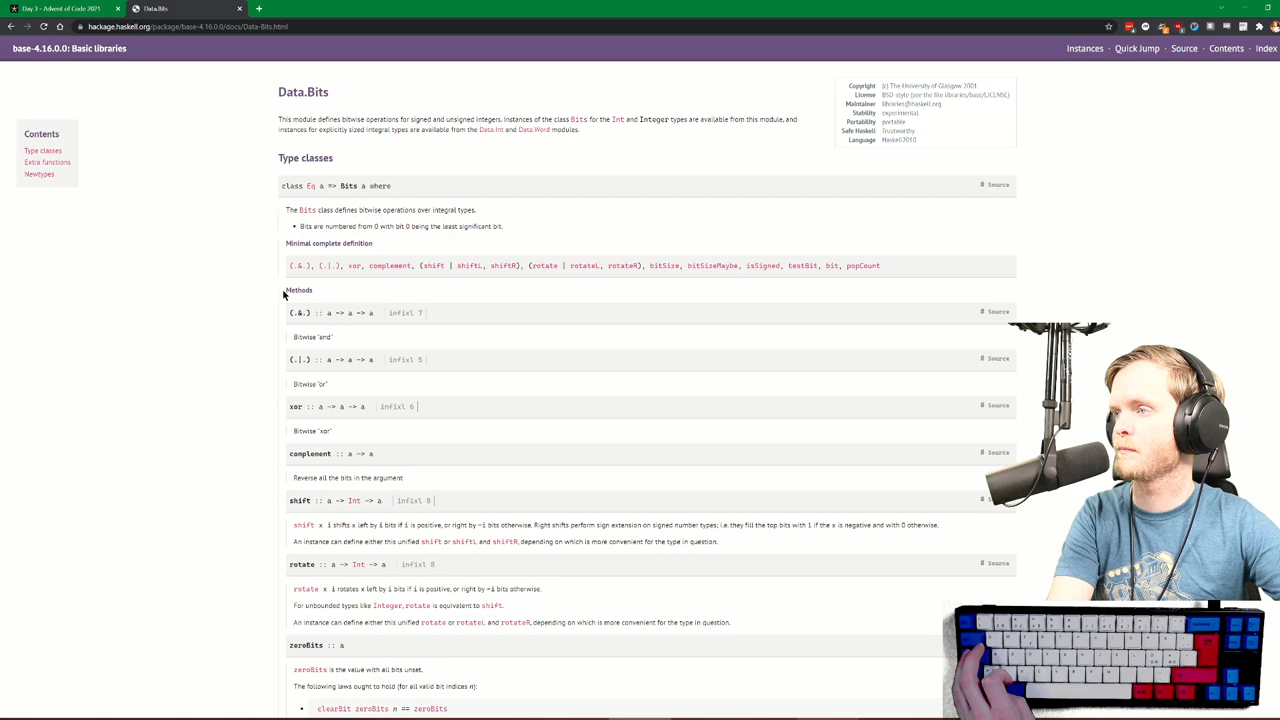 Day 3 - Advent of Code 2021
Data.Bits
hackage.haskell.org/package/base-4.16.0.0/docs/Data-Bits.html
base-4.16.0.0: Basic libraries
Instances · Quick Jump · Source · Contents · Index
Data.Bits
Copyright (c) The University of Glasgow 2001
License BSD-style (see the file libraries/base/LICENSE)
Maintainer libraries@haskell.org
Stability experimental
Portability portable
Safe Haskell Trustworthy
Language Haskell2010
This module defines bitwise operations for signed and unsigned integers. Instances of the class Bits for the Int and Integer types are available from this module, and
instances for explicitly sized integral types are available from the Data.Int and Data.Word modules.
Contents
Type classes
Extra functions
Newtypes
Type classes
class Eq a => Bits a where # Source
The Bits class defines bitwise operations over integral types.
• Bits are numbered from 0 with bit 0 being the least significant bit.
Minimal complete definition
(.&.), (.|.), xor, complement, (shift | shiftL, shiftR), (rotate | rotateL, rotateR), bitSize, bitSizeMaybe, isSigned, testBit, bit, popCount
Methods
(.&.) :: a -> a -> a infixl 7 # Source
Bitwise "and"
(.|.) :: a -> a -> a infixl 5 # Source
Bitwise "or"
xor :: a -> a -> a infixl 6 # Source
Bitwise "xor"
complement :: a -> a # Source
Reverse all the bits in the argument
shift :: a -> Int -> a infixl 8 #
shift x i shifts x left by i bits if i is positive, or right by -i bits otherwise. Right shifts perform sign extension on signed number types; i.e. they fill the top bits with 1 if the x is negative and with 0 otherwise.
An instance can define either this unified shift or shiftL and shiftR, depending on which is more convenient for the type in question.
rotate :: a -> Int -> a infixl 8 # Source
rotate x i rotates x left by i bits if i is positive, or right by -i bits otherwise.
For unbounded types like Integer, rotate is equivalent to shift.
An instance can define either this unified rotate or rotateL and rotateR, depending on which is more convenient for the type in question.
zeroBits :: a
zeroBits is the value with all bits unset.
The following laws ought to hold (for all valid bit indices n):
• clearBit zeroBits n == zeroBits